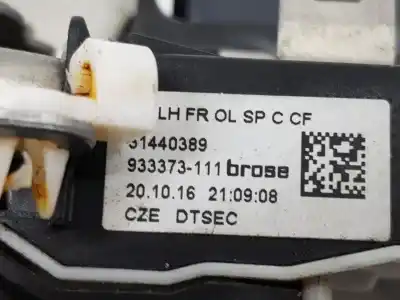 LH FR OL SP C CF
31440389
933373-111 brose
20.10.16 21:09:08
CZE DTSEC